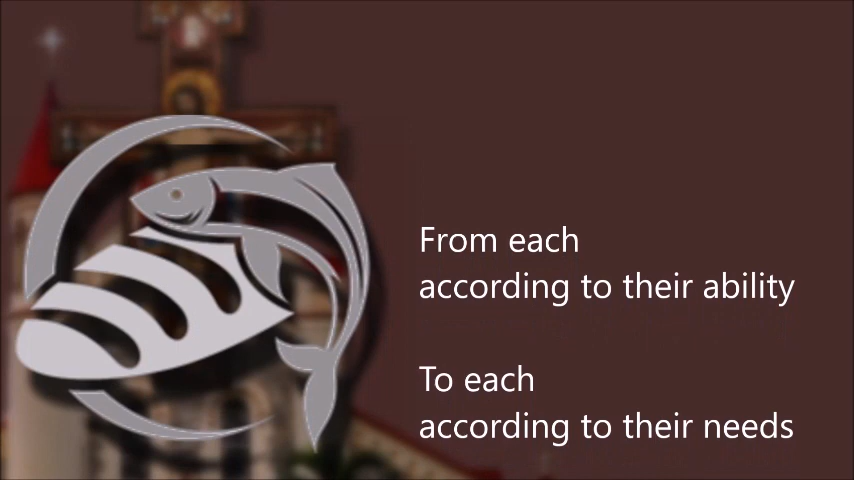 From each
according to their ability
To each
according to their needs